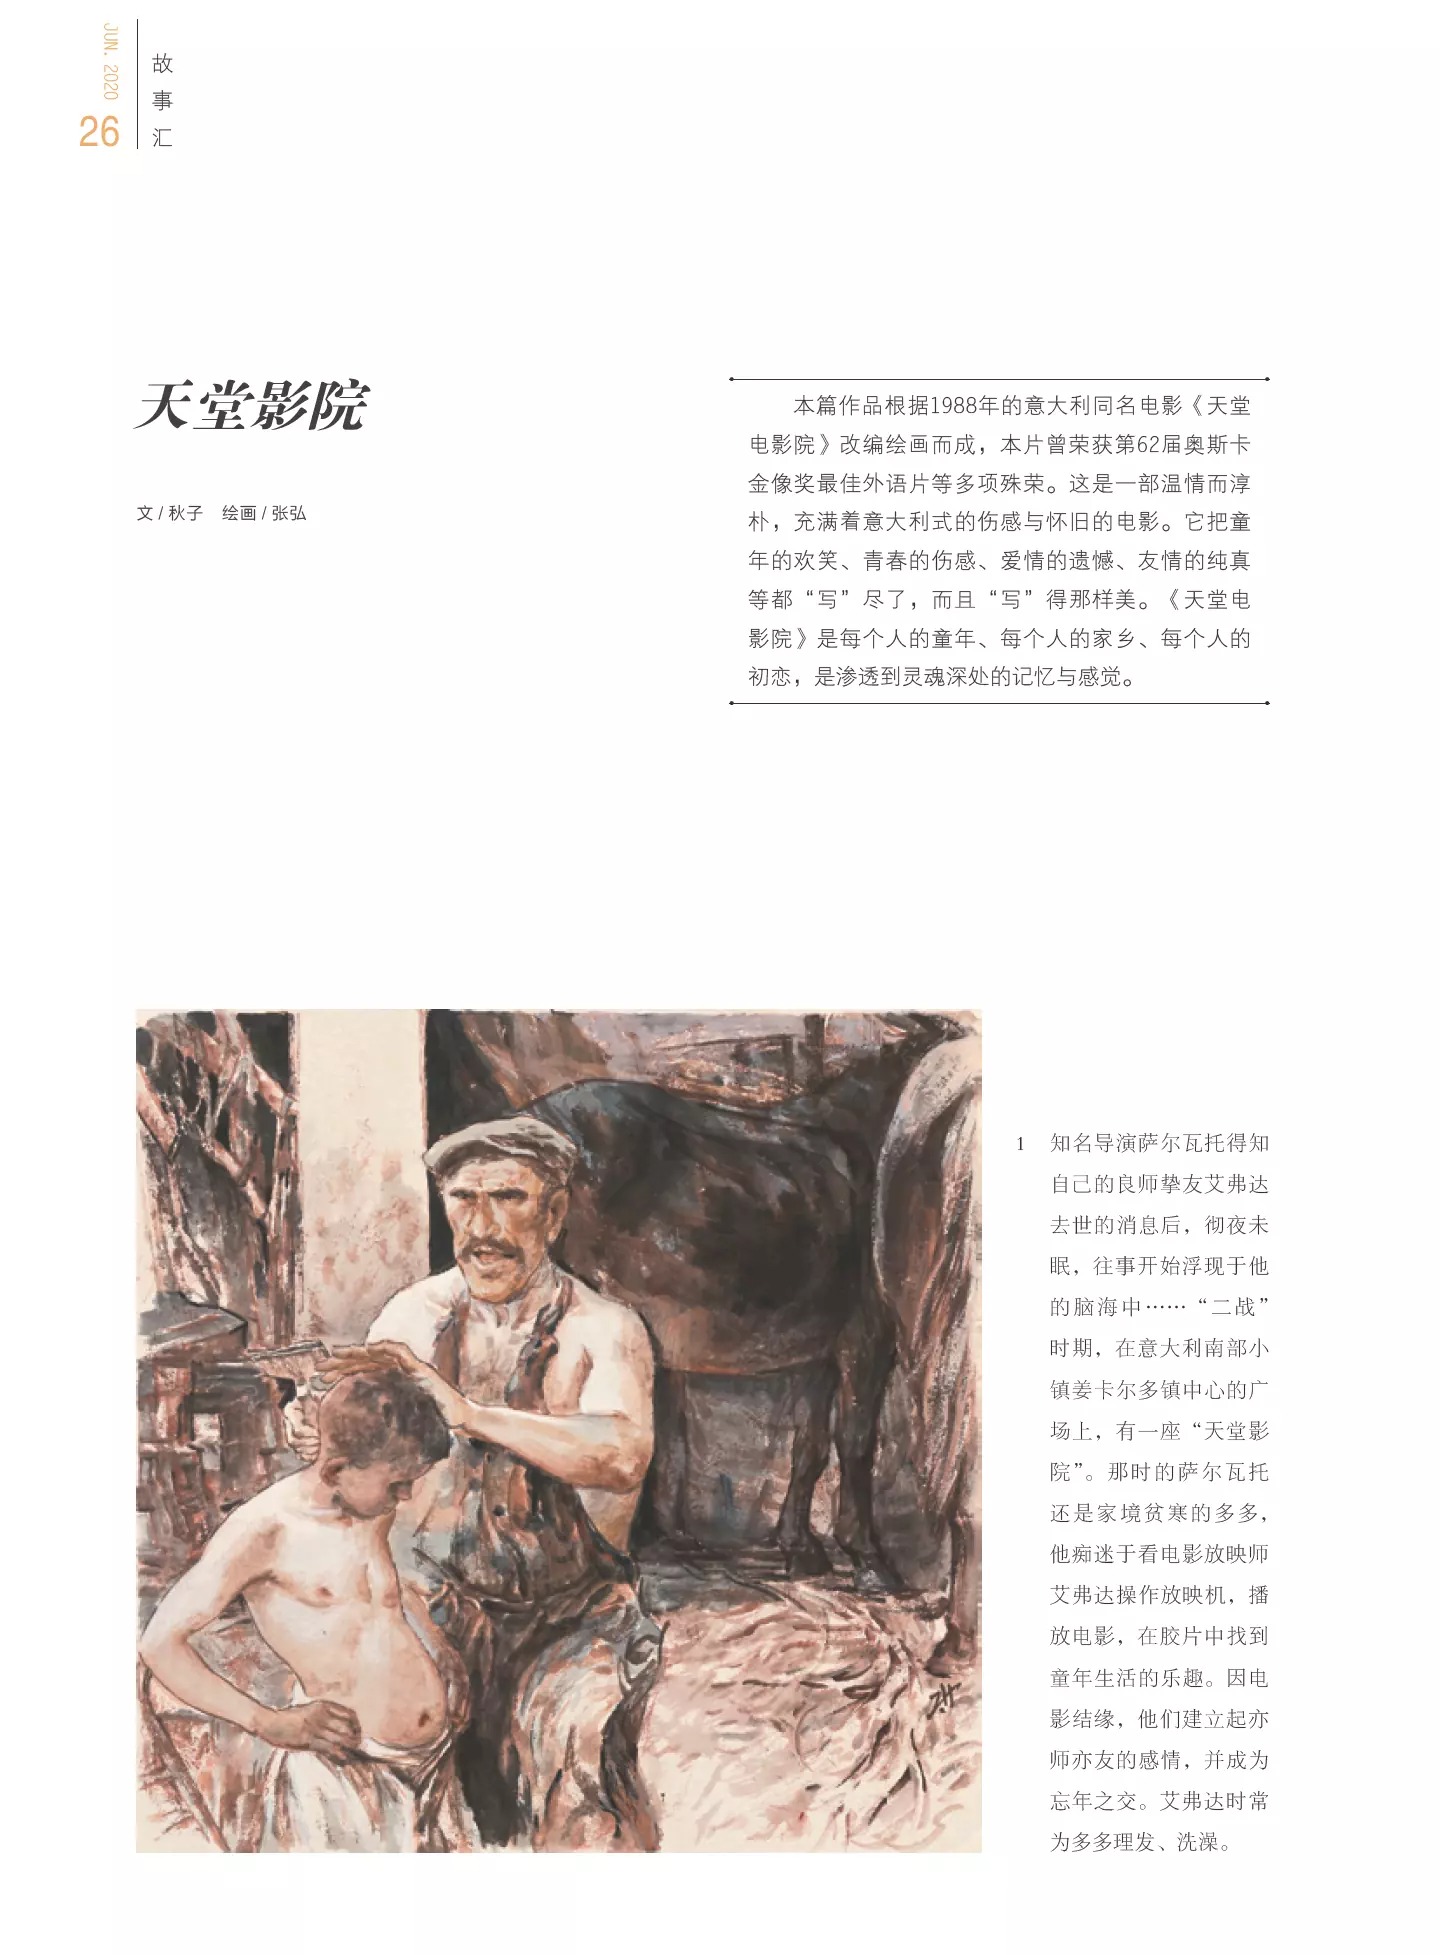 JUN. 2020
26
故事汇
天堂影院
文 / 秋子　绘画 / 张弘
本篇作品根据1988年的意大利同名电影《天堂
电影院》改编绘画而成，本片曾荣获第62届奥斯卡
金像奖最佳外语片等多项殊荣。这是一部温情而淳
朴，充满着意大利式的伤感与怀旧的电影。它把童
年的欢笑、青春的伤感、爱情的遗憾、友情的纯真
等都“写”尽了，而且“写”得那样美。《天堂电
影院》是每个人的童年、每个人的家乡、每个人的
初恋，是渗透到灵魂深处的记忆与感觉。
1 知名导演萨尔瓦托得知
自己的良师挚友艾弗达
去世的消息后，彻夜未
眠，往事开始浮现于他
的脑海中……“二战”
时期，在意大利南部小
镇姜卡尔多镇中心的广
场上，有一座“天堂影
院”。那时的萨尔瓦托
还是家境贫寒的多多，
他痴迷于看电影放映师
艾弗达操作放映机，播
放电影，在胶片中找到
童年生活的乐趣。因电
影结缘，他们建立起亦
师亦友的感情，并成为
忘年之交。艾弗达时常
为多多理发、洗澡。